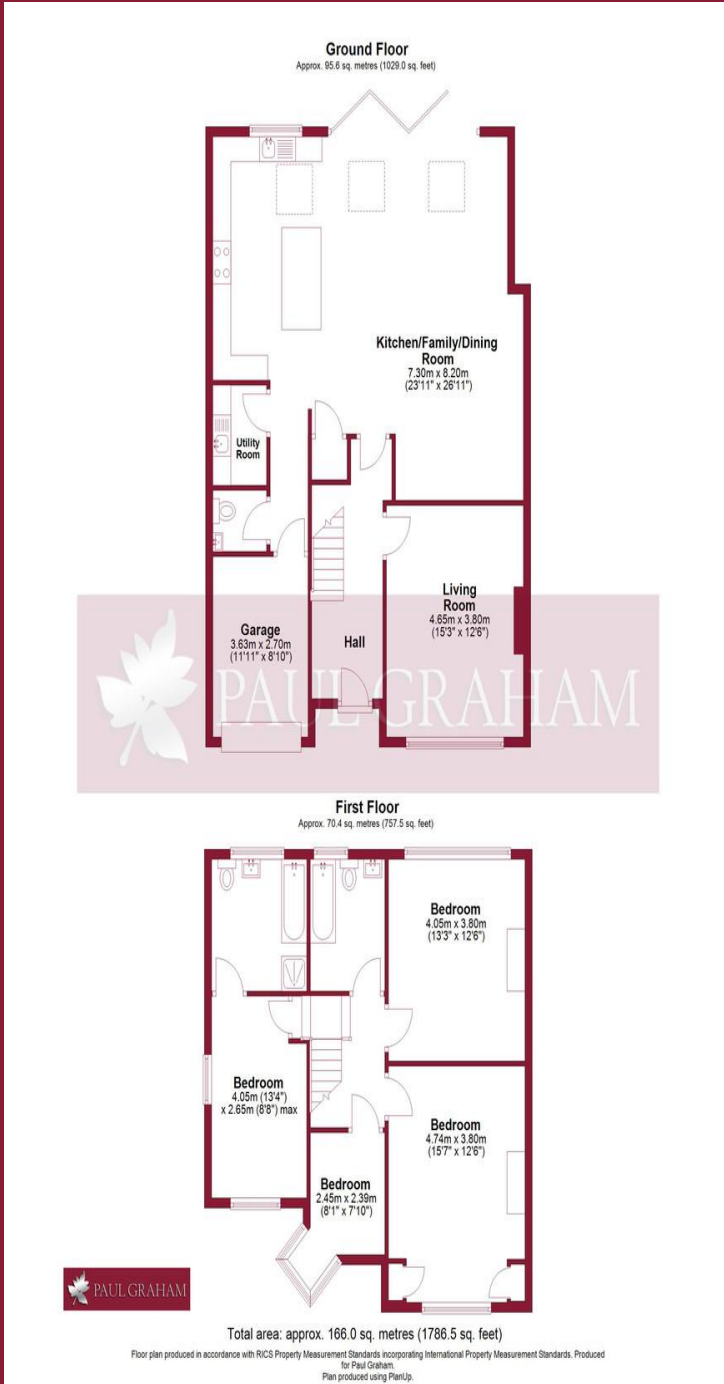 Ground Floor
Approx. 95.6 sq. metres (1029.0 sq. feet)
Kitchen/Family/Dining
Room
7.30m x 8.20m
(23'11" x 26'11")
Utility
Room
Living
Room
4.65m x 3.80m
(15'3" x 12'6")
Garage
3.63m x 2.70m
(11'11" x 8'10")
Hall
PAUL GRAHAM
First Floor
Approx. 70.4 sq. metres (757.5 sq. feet)
Bedroom
4.05m x 3.80m
(13'3" x 12'6")
Bedroom
4.05m (13'4")
x 2.65m (8'8") max
Bedroom
4.74m x 3.80m
(15'7" x 12'6")
Bedroom
2.45m x 2.39m
(8'1" x 7'10")
PAUL GRAHAM
Total area: approx. 166.0 sq. metres (1786.5 sq. feet)
Floor plan produced in accordance with RICS Property Measurement Standards incorporating International Property Measurement Standards. Produced
for Paul Graham.
Plan produced using PlanUp.